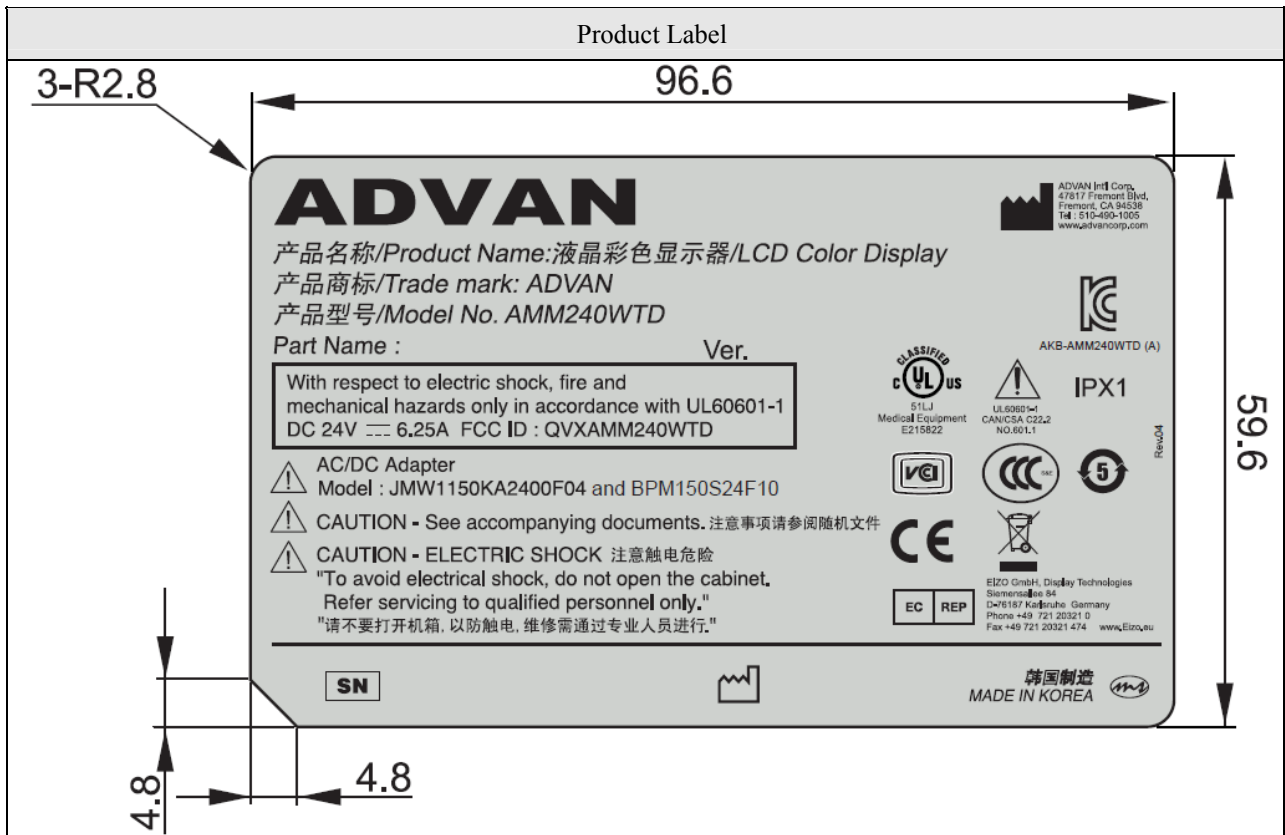 Product Label
3-R2.8
96.6
ADVAN
ADVAN Int'l Corp.
47817 Fremont Blvd,
Fremont, CA 94538
Tel : 510-490-1005
www.advancorp.com
产品名称/Product Name:液晶彩色显示器/LCD Color Display
产品商标/Trade mark: ADVAN
产品型号/Model No. AMM240WTD
Part Name :
Ver.
AKB-AMM240WTD (A)
With respect to electric shock, fire and
mechanical hazards only in accordance with UL60601-1
DC 24V 6.25A FCC ID : QVXAMM240WTD
CLASSIFIED
C UL US
51LJ
Medical Equipment
E215822
UL60601-1
CAN/CSA C22.2
NO.601.1
IPX1
Rev.04
59.6
AC/DC Adapter
Model : JMW1150KA2400F04 and BPM150S24F10
CAUTION - See accompanying documents. 注意事项请参阅随机文件
CAUTION - ELECTRIC SHOCK 注意触电危险
"To avoid electrical shock, do not open the cabinet.
Refer servicing to qualified personnel only."
"请不要打开机箱, 以防触电, 维修需通过专业人员进行."
VCI
CCC
5
CE
EC REP
EIZO GmbH, Display Technologies
Siemensallee 84
D-76187 Karlsruhe Germany
Phone +49 721 20321 0
Fax +49 721 20321 474 www.Eizo.eu
SN
韩国制造
MADE IN KOREA
4.8
4.8